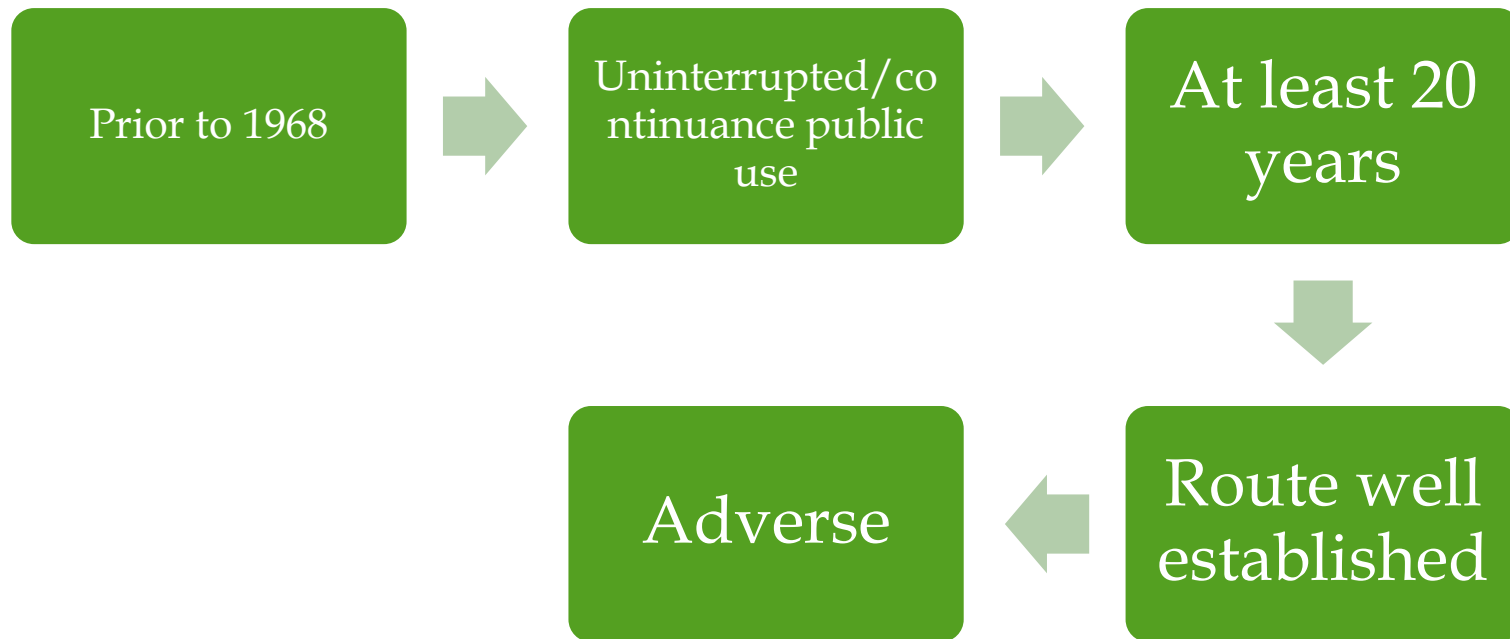 Prior to 1968
Uninterrupted/co
ntinuance public
use
At least 20
years
Route well
established
Adverse